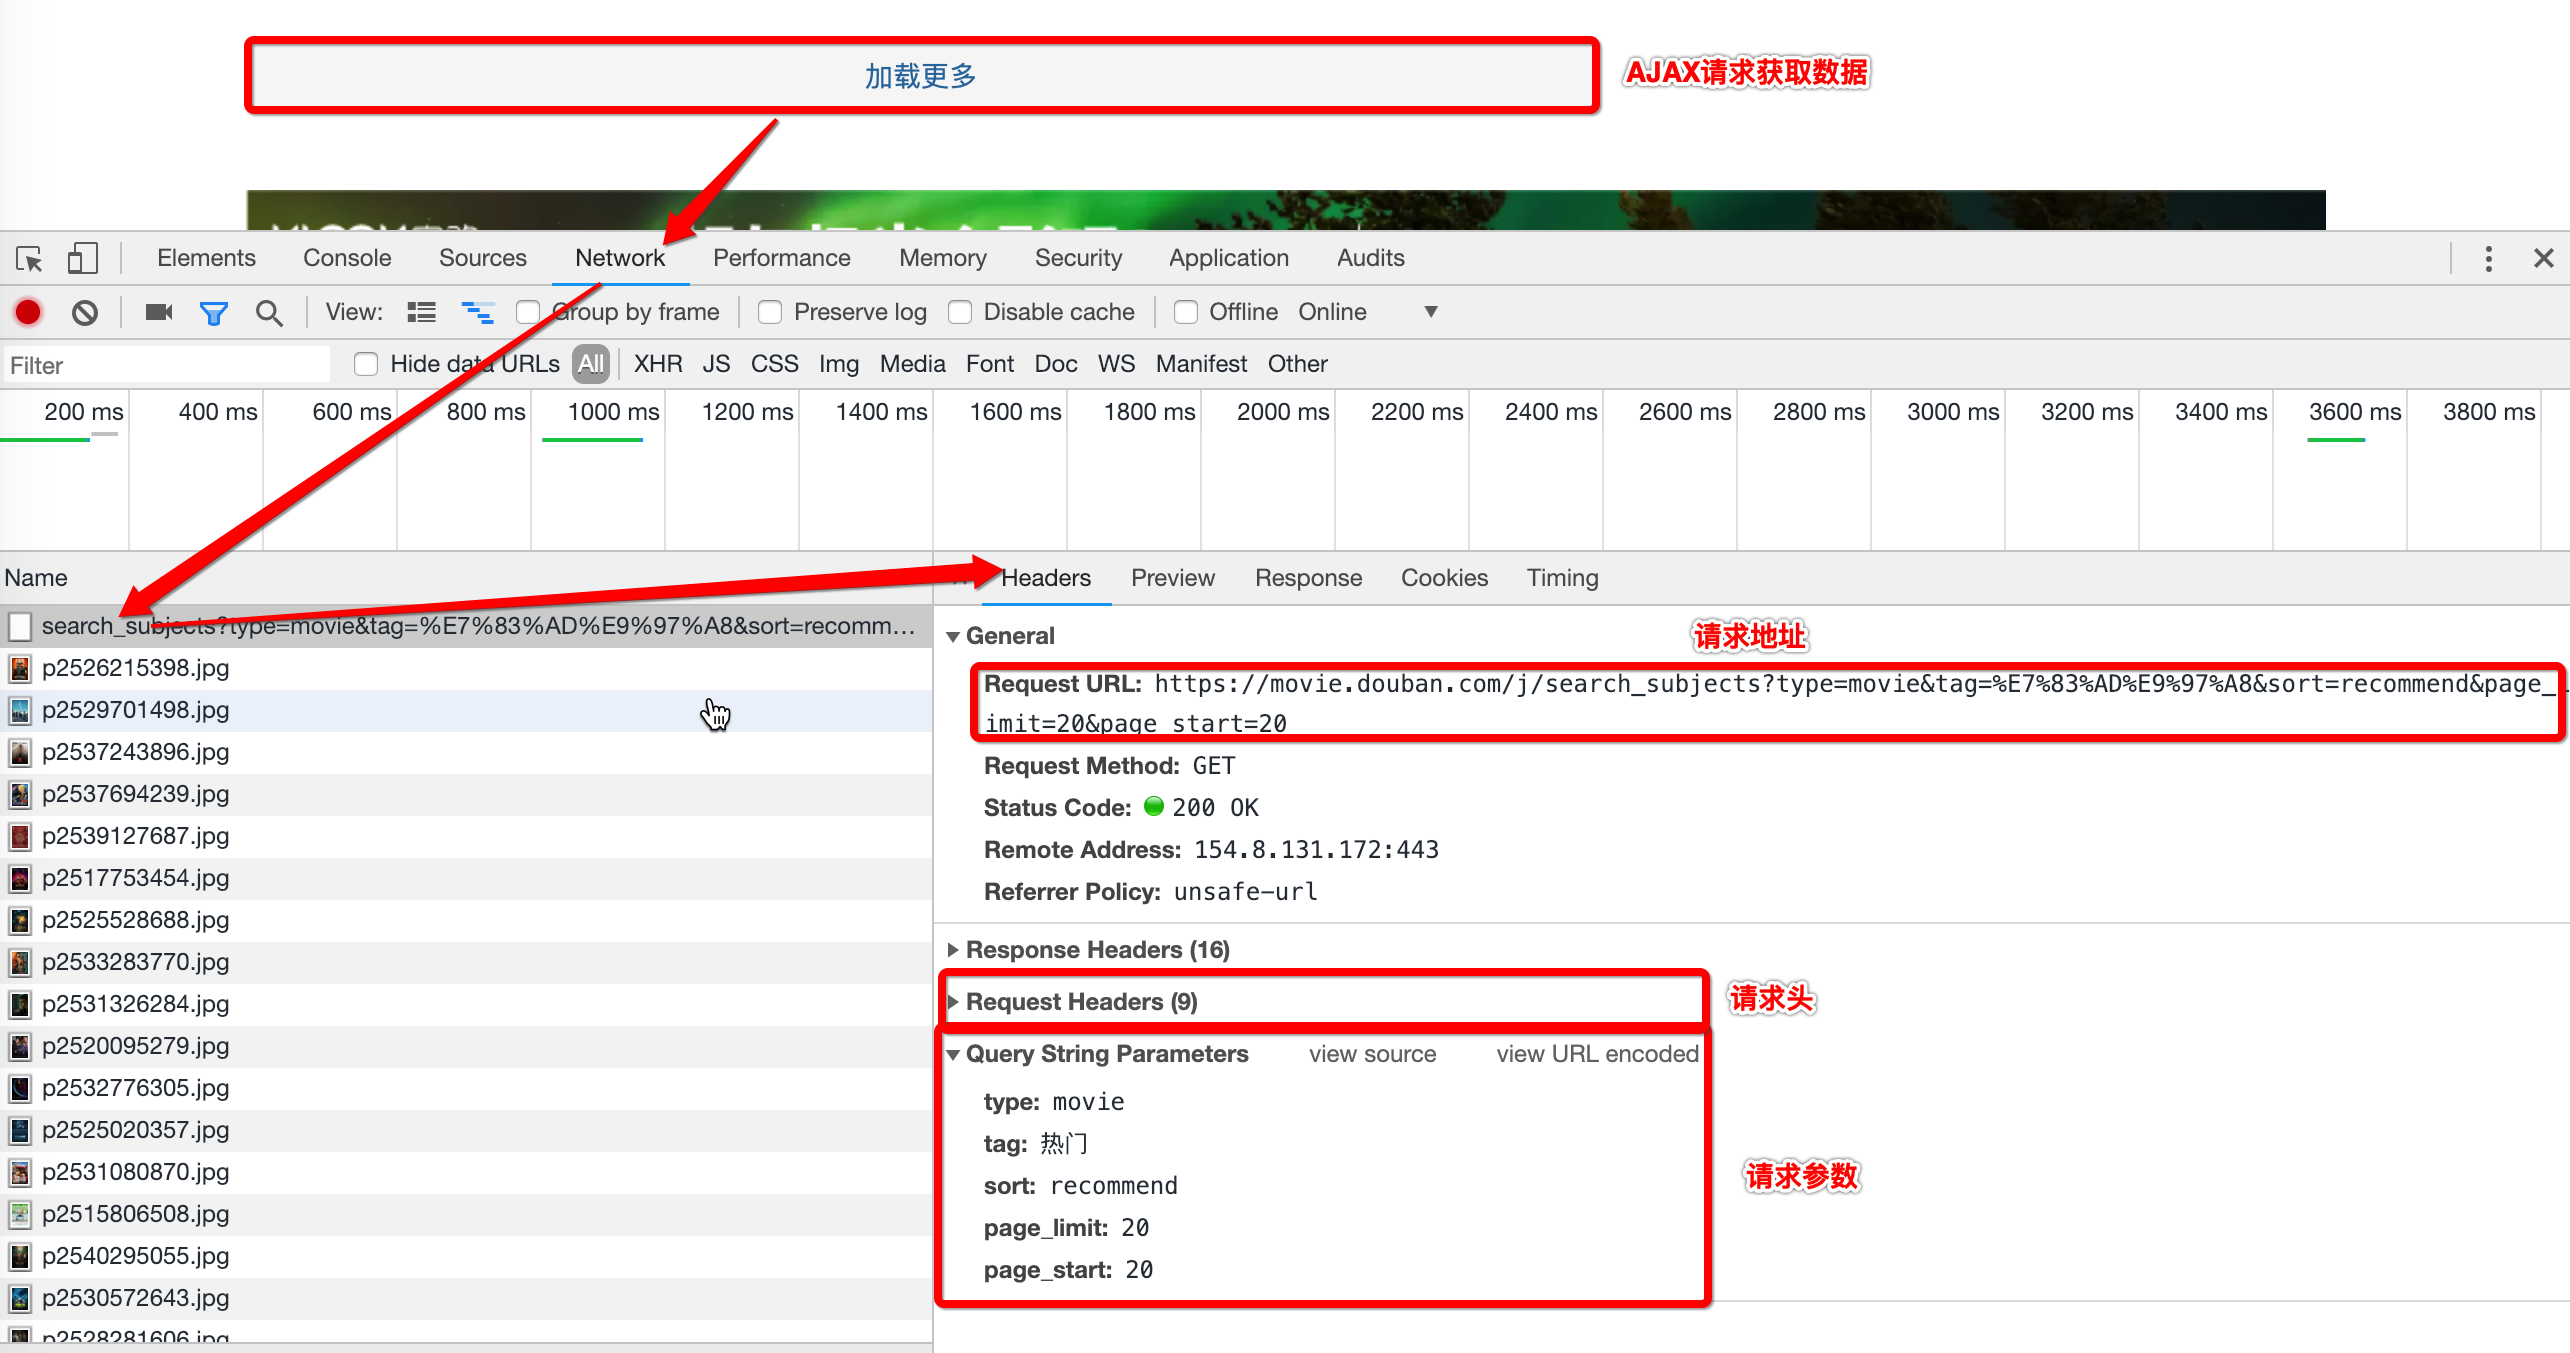 加载更多
AJAX请求获取数据
Elements Console Sources Network Performance Memory Security Application Audits
View: Group by frame Preserve log Disable cache Offline Online
Filter Hide data URLs All XHR JS CSS Img Media Font Doc WS Manifest Other
200 ms 400 ms 600 ms 800 ms 1000 ms 1200 ms 1400 ms 1600 ms 1800 ms 2000 ms 2200 ms 2400 ms 2600 ms 2800 ms 3000 ms 3200 ms 3400 ms 3600 ms 3800 ms
Name
search_subjects?type=movie&tag=%E7%83%AD%E9%97%A8&sort=recomm…
p2526215398.jpg
p2529701498.jpg
p2537243896.jpg
p2537694239.jpg
p2539127687.jpg
p2517753454.jpg
p2525528688.jpg
p2533283770.jpg
p2531326284.jpg
p2520095279.jpg
p2532776305.jpg
p2525020357.jpg
p2531080870.jpg
p2515806508.jpg
p2540295055.jpg
p2530572643.jpg
p2528281606.jpg
Headers Preview Response Cookies Timing
General
请求地址
Request URL: https://movie.douban.com/j/search_subjects?type=movie&tag=%E7%83%AD%E9%97%A8&sort=recommend&page_l
imit=20&page_start=20
Request Method: GET
Status Code: 200 OK
Remote Address: 154.8.131.172:443
Referrer Policy: unsafe-url
Response Headers (16)
Request Headers (9)
请求头
Query String Parameters view source view URL encoded
type: movie
tag: 热门
sort: recommend
请求参数
page_limit: 20
page_start: 20